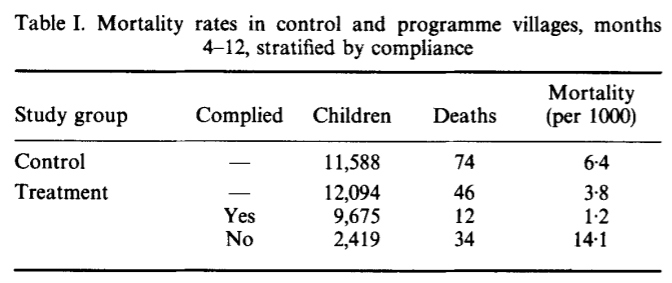 Table I. Mortality rates in control and programme villages, months
4–12, stratified by compliance
Mortality
Study group Complied Children Deaths (per 1000)
Control — 11,588 74 6·4
Treatment — 12,094 46 3·8
Yes 9,675 12 1·2
No 2,419 34 14·1